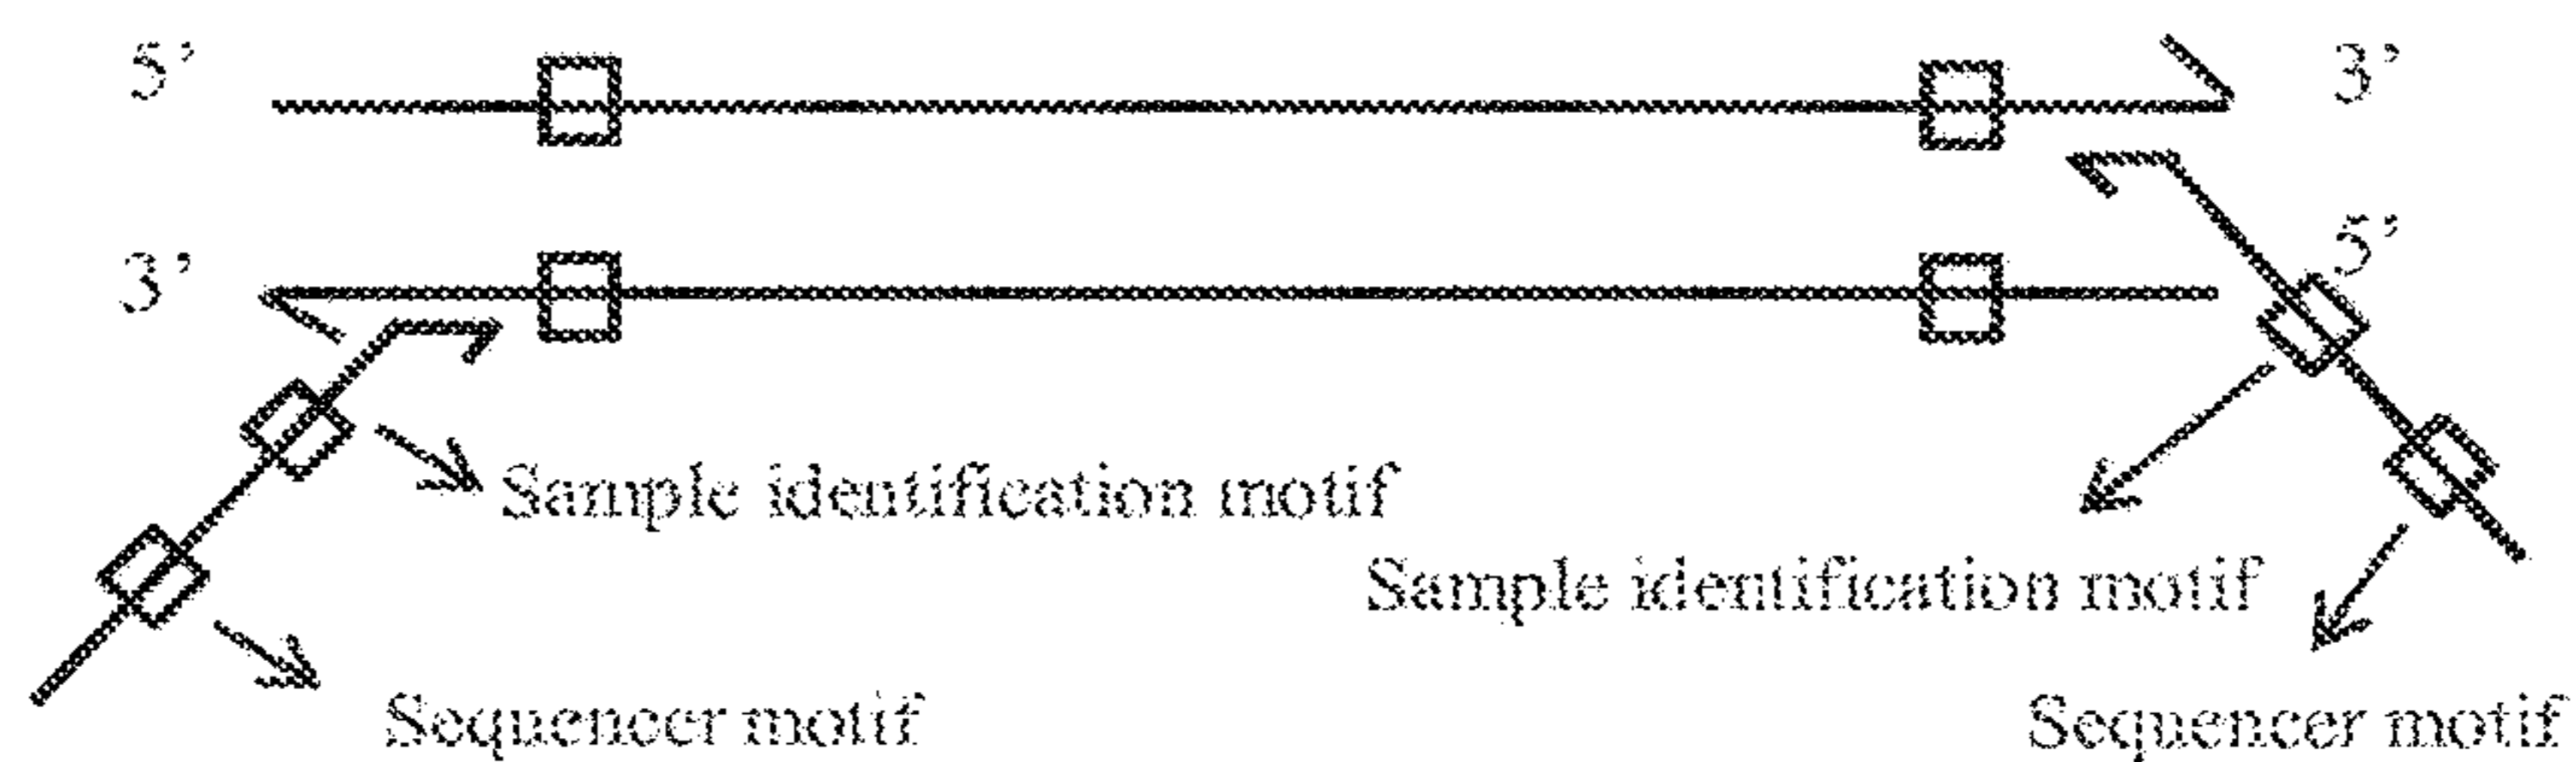 5’ 3’
3’ 5’
Sample identification motif
Sample identification motif
Sequencer motif Sequencer motif